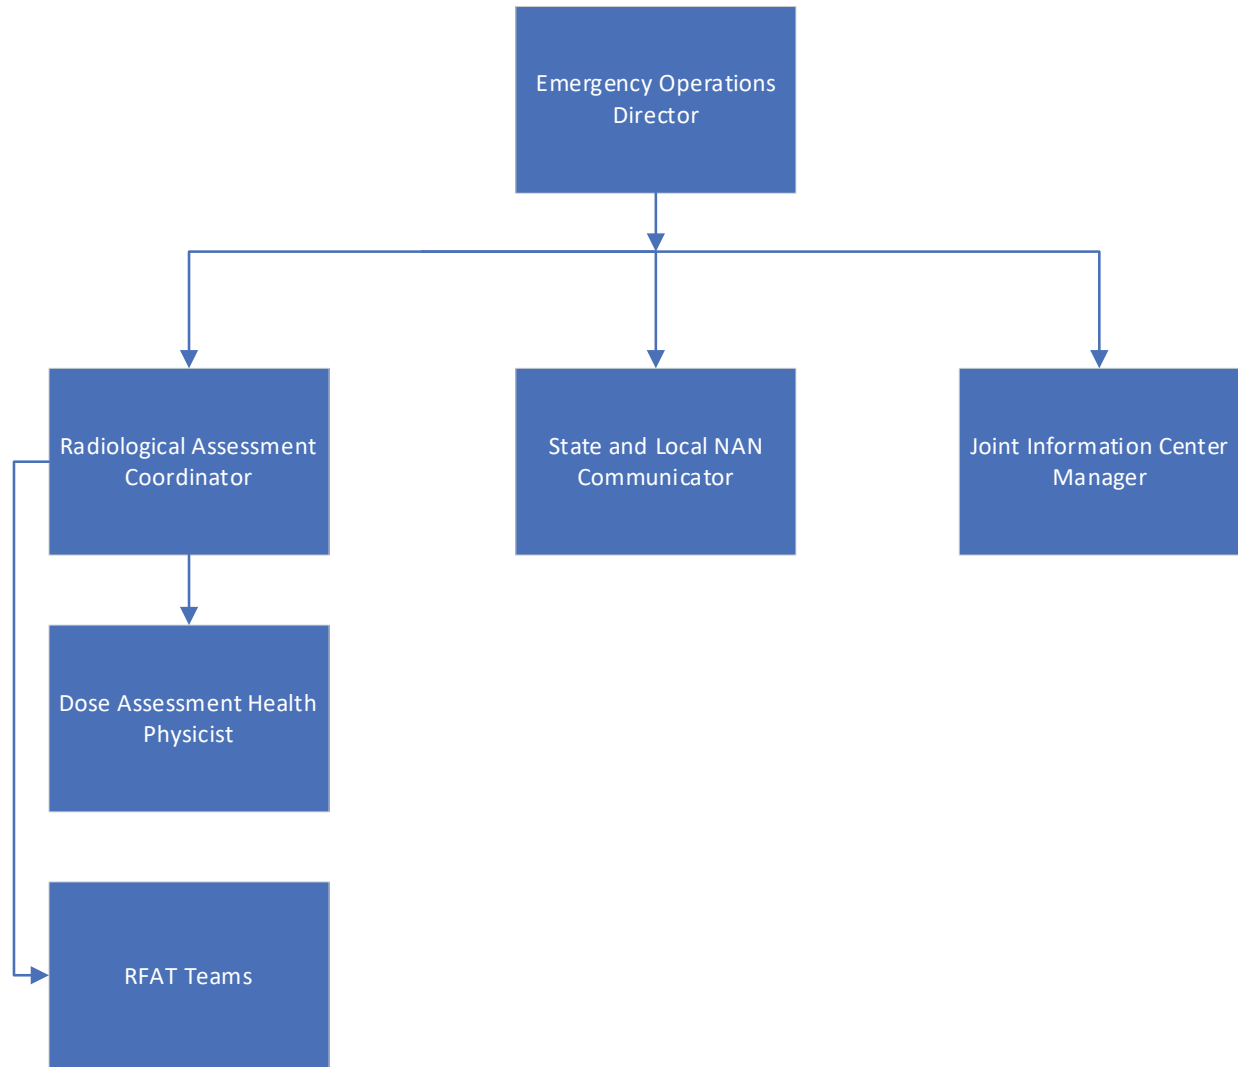 Emergency Operations
Director
Radiological Assessment
Coordinator
State and Local NAN
Communicator
Joint Information Center
Manager
Dose Assessment Health
Physicist
RFAT Teams